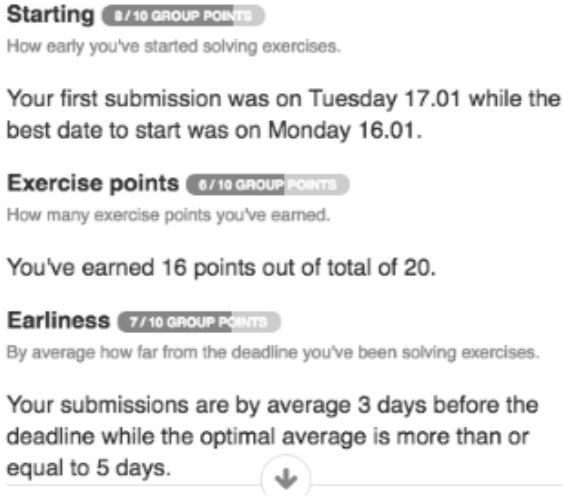 Starting 8/10 GROUP POINTS
How early you've started solving exercises.
Your first submission was on Tuesday 17.01 while the
best date to start was on Monday 16.01.
Exercise points 6/10 GROUP POINTS
How many exercise points you've earned.
You've earned 16 points out of total of 20.
Earliness 7/10 GROUP POINTS
By average how far from the deadline you've been solving exercises.
Your submissions are by average 3 days before the
deadline while the optimal average is more than or
equal to 5 days.